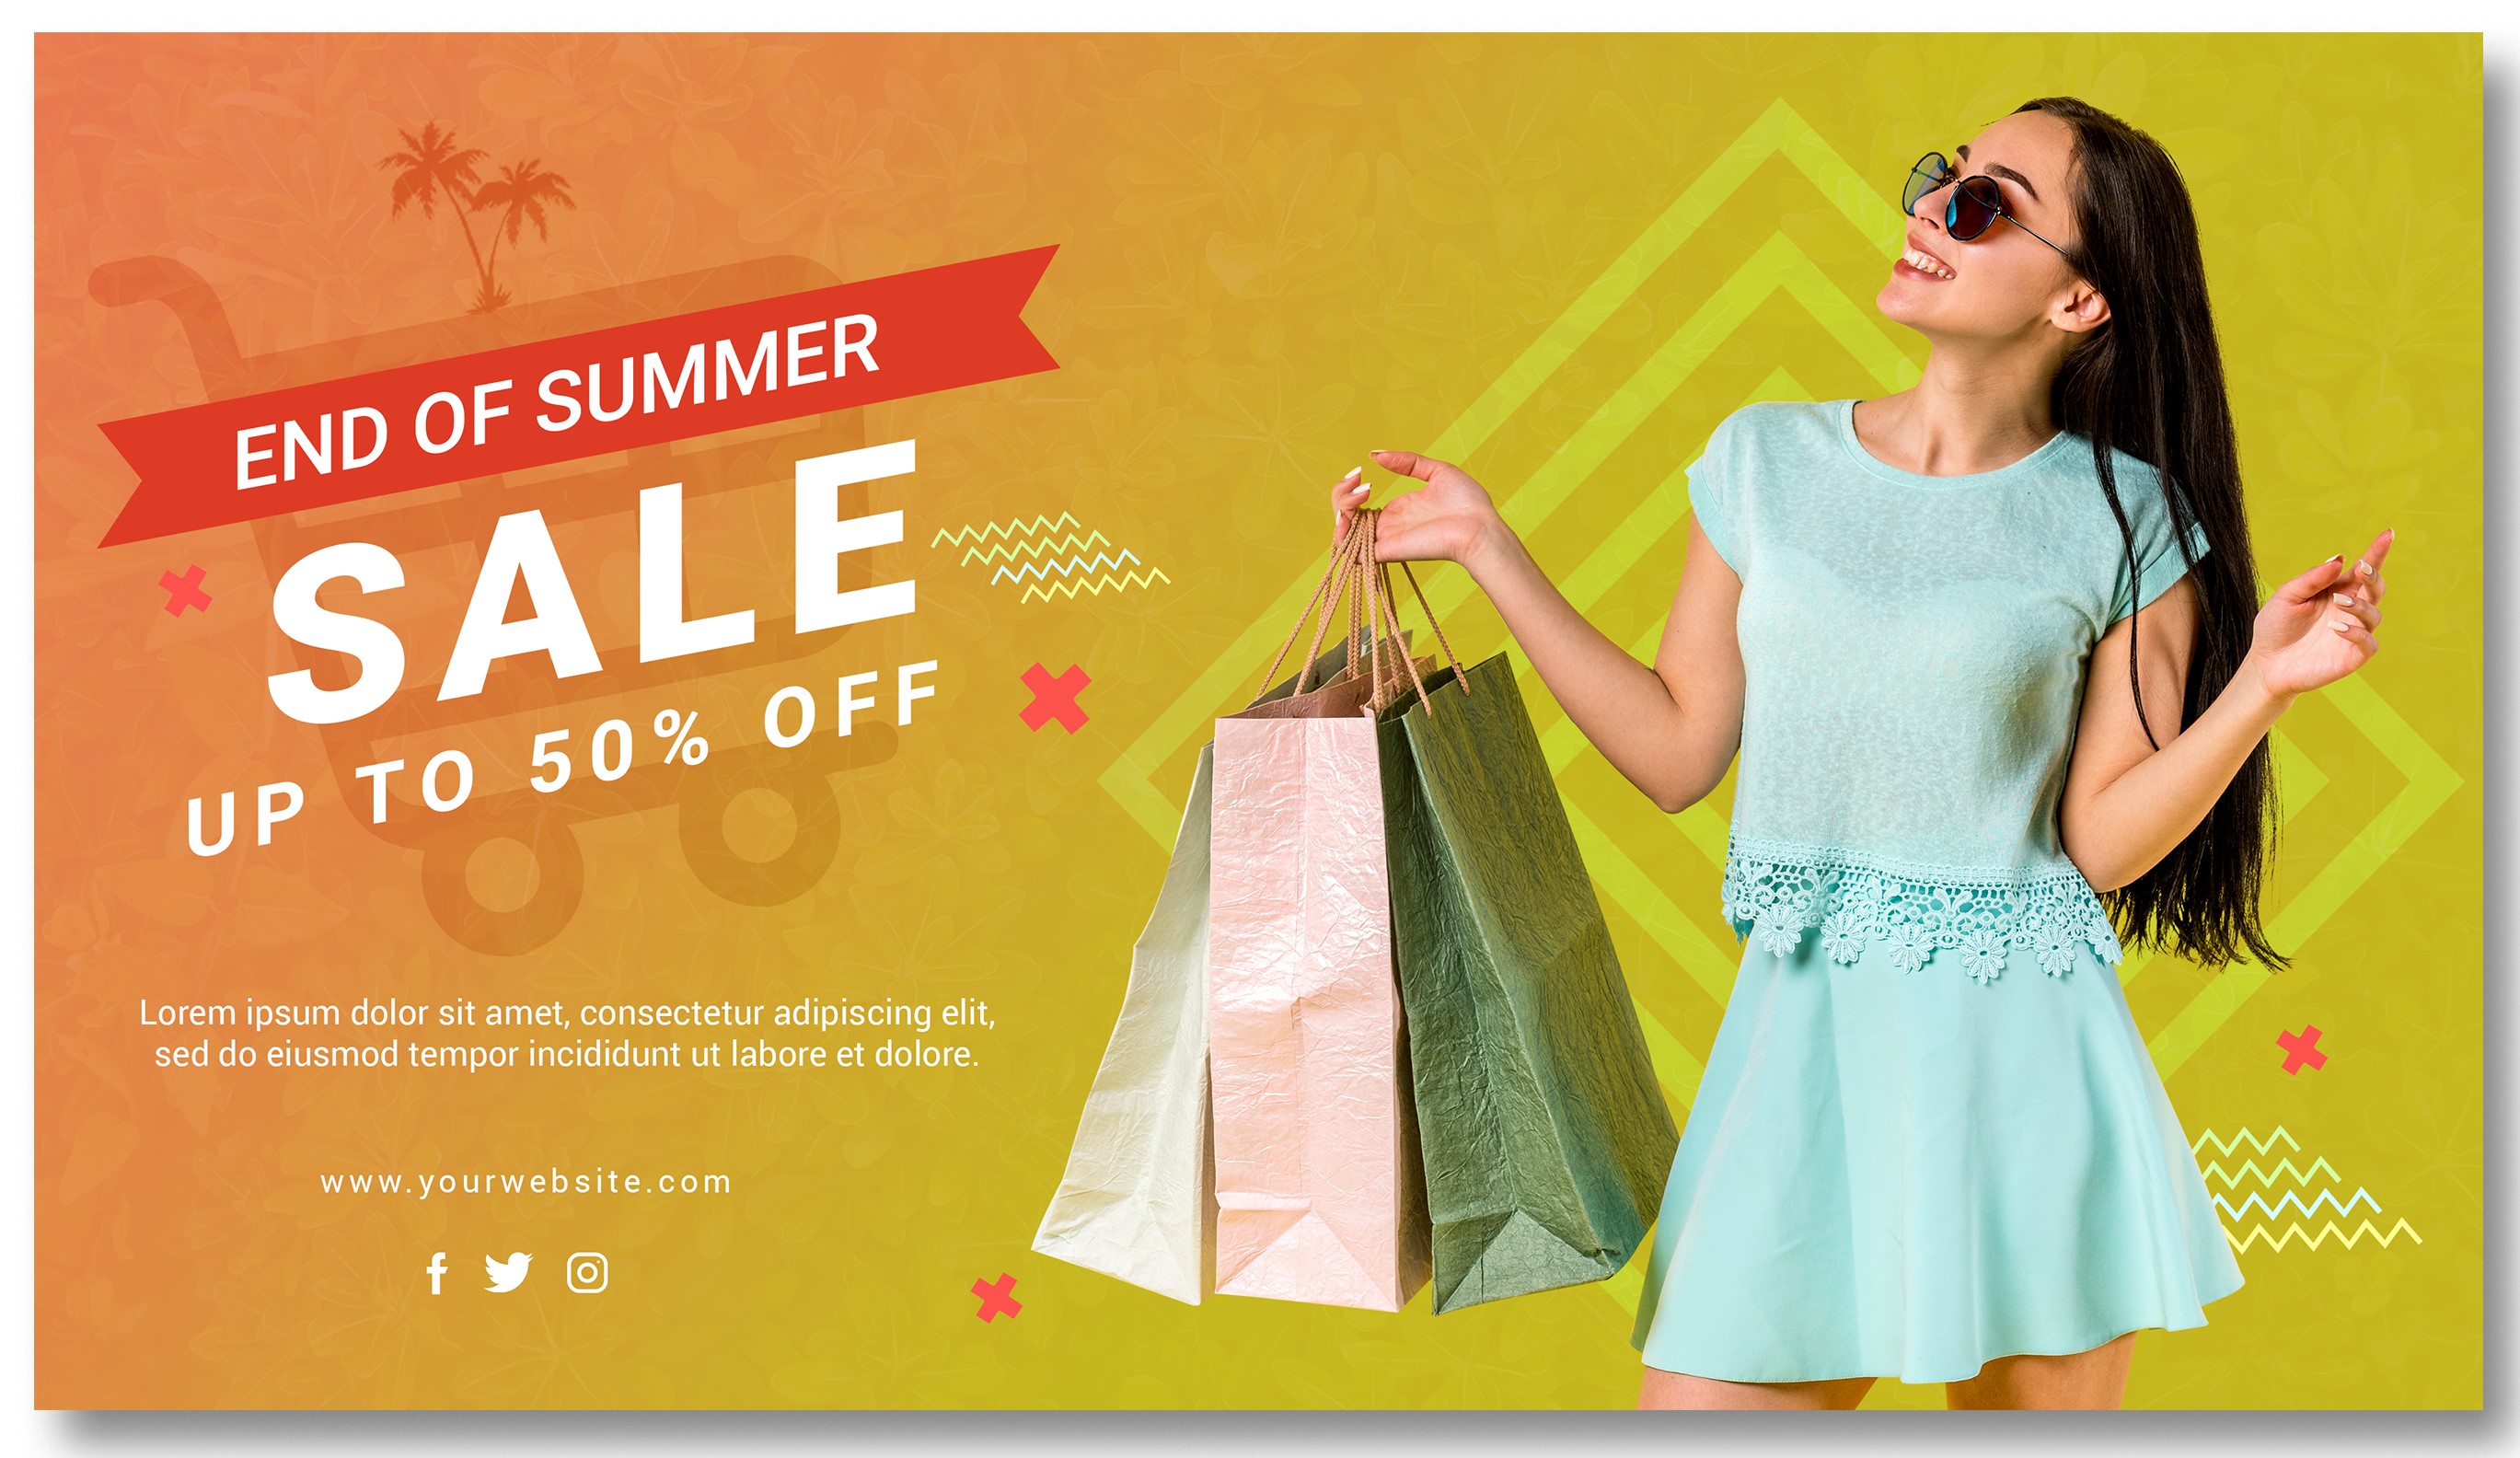 END OF SUMMER
SALE
UP TO 50% OFF
Lorem ipsum dolor sit amet, consectetur adipiscing elit,
sed do eiusmod tempor incididunt ut labore et dolore.
www.yourwebsite.com